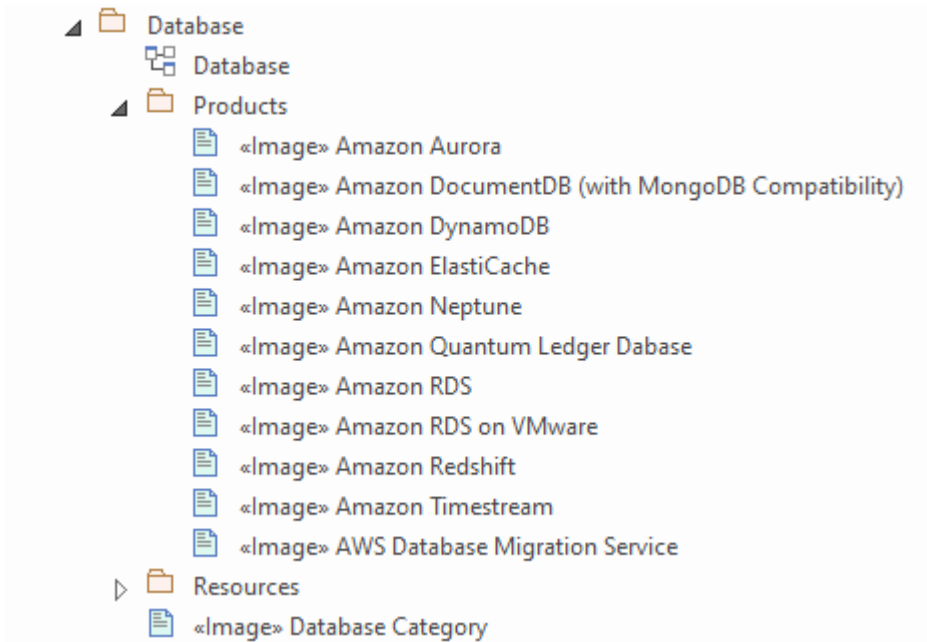 Database
Database
Products
«Image» Amazon Aurora
«Image» Amazon DocumentDB (with MongoDB Compatibility)
«Image» Amazon DynamoDB
«Image» Amazon ElastiCache
«Image» Amazon Neptune
«Image» Amazon Quantum Ledger Dabase
«Image» Amazon RDS
«Image» Amazon RDS on VMware
«Image» Amazon Redshift
«Image» Amazon Timestream
«Image» AWS Database Migration Service
Resources
«Image» Database Category